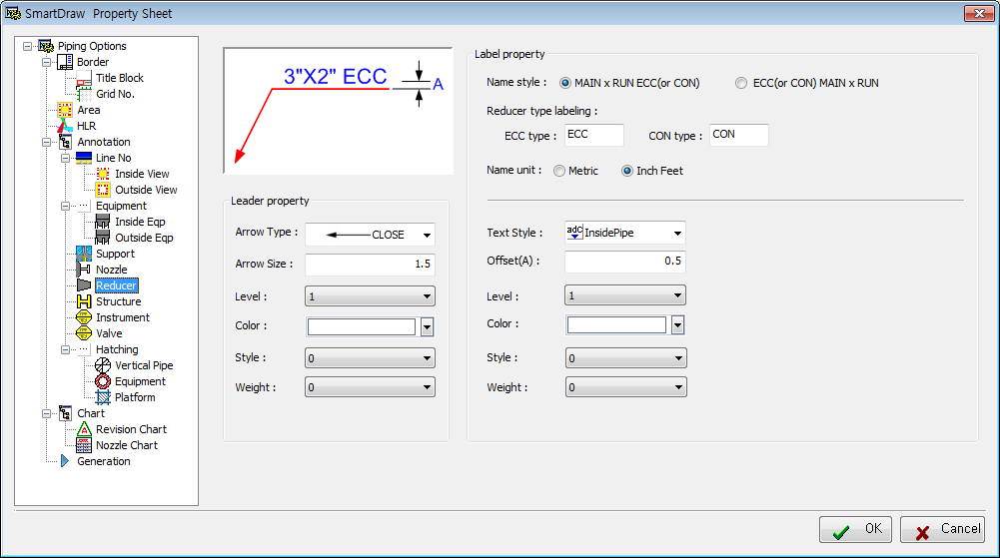 SmartDraw Property Sheet
Piping Options
Border
Title Block
Grid No.
Area
HLR
Annotation
Line No
Inside View
Outside View
Equipment
Inside Eqp
Outside Eqp
Support
Nozzle
Reducer
Structure
Instrument
Valve
Hatching
Vertical Pipe
Equipment
Platform
Chart
Revision Chart
Nozzle Chart
Generation
3"X2" ECC
A
Leader property
Arrow Type : CLOSE
Arrow Size : 1.5
Level : 1
Color :
Style : 0
Weight : 0
Label property
Name style : MAIN x RUN ECC(or CON) ECC(or CON) MAIN x RUN
Reducer type labeling :
ECC type : ECC CON type : CON
Name unit : Metric Inch Feet
Text Style : InsidePipe
Offset(A) : 0.5
Level : 1
Color :
Style : 0
Weight : 0
OK Cancel